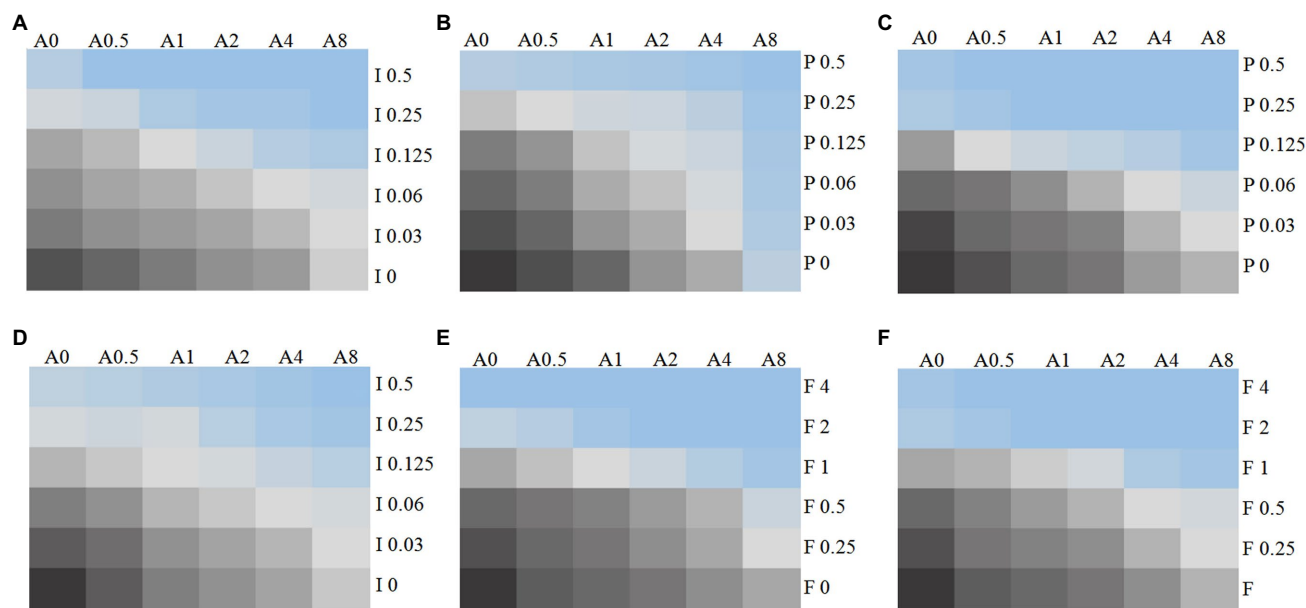 A
A0 A0.5 A1 A2 A4 A8
I 0.5
I 0.25
I 0.125
I 0.06
I 0.03
I 0
B
A0 A0.5 A1 A2 A4 A8
P 0.5
P 0.25
P 0.125
P 0.06
P 0.03
P 0
C
A0 A0.5 A1 A2 A4 A8
P 0.5
P 0.25
P 0.125
P 0.06
P 0.03
P 0
D
A0 A0.5 A1 A2 A4 A8
I 0.5
I 0.25
I 0.125
I 0.06
I 0.03
I 0
E
A0 A0.5 A1 A2 A4 A8
F 4
F 2
F 1
F 0.5
F 0.25
F 0
F
A0 A0.5 A1 A2 A4 A8
F 4
F 2
F 1
F 0.5
F 0.25
F